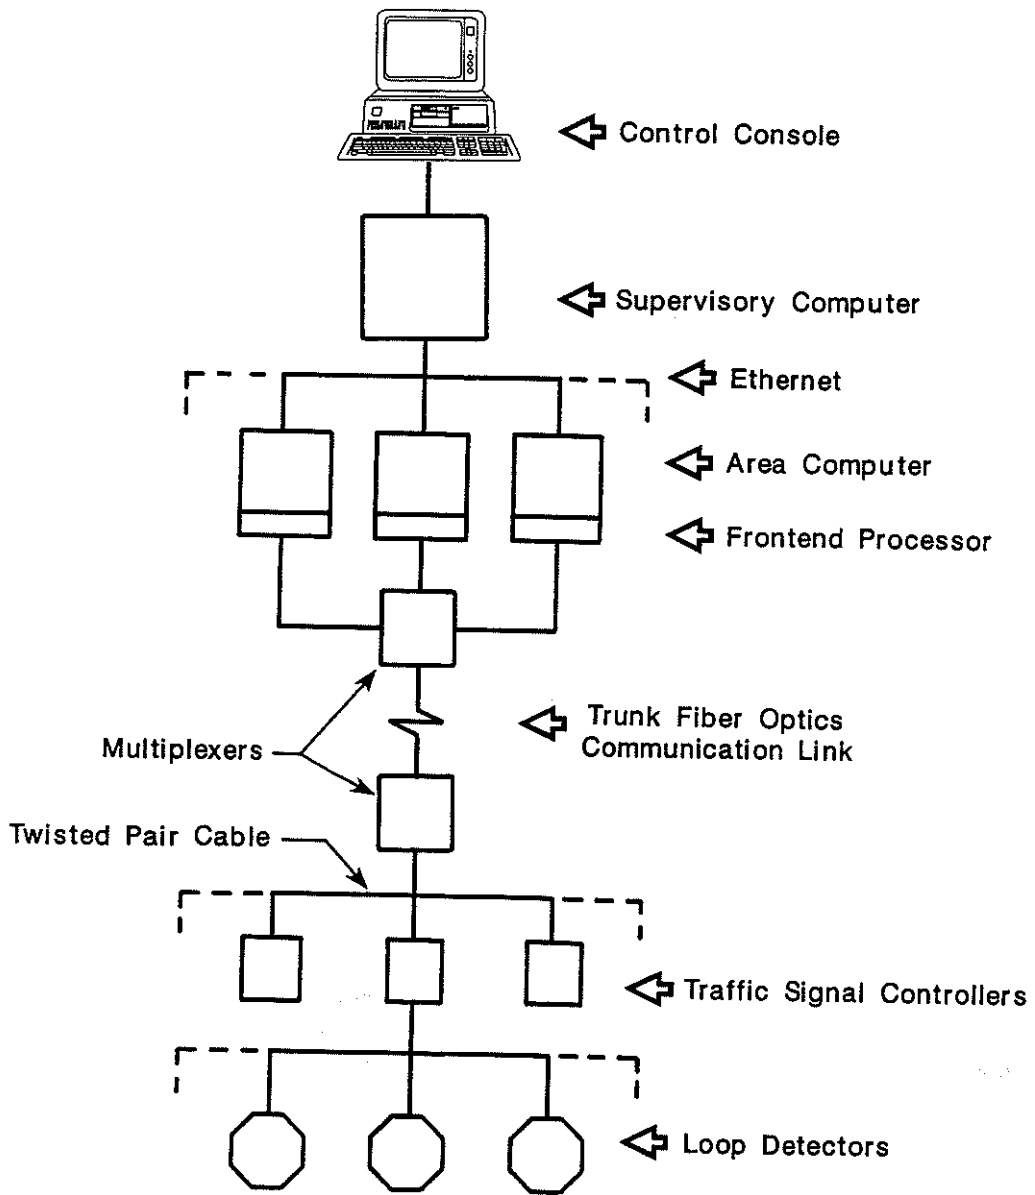 Control Console
Supervisory Computer
Ethernet
Area Computer
Frontend Processor
Trunk Fiber Optics
Communication Link
Multiplexers
Twisted Pair Cable
Traffic Signal Controllers
Loop Detectors